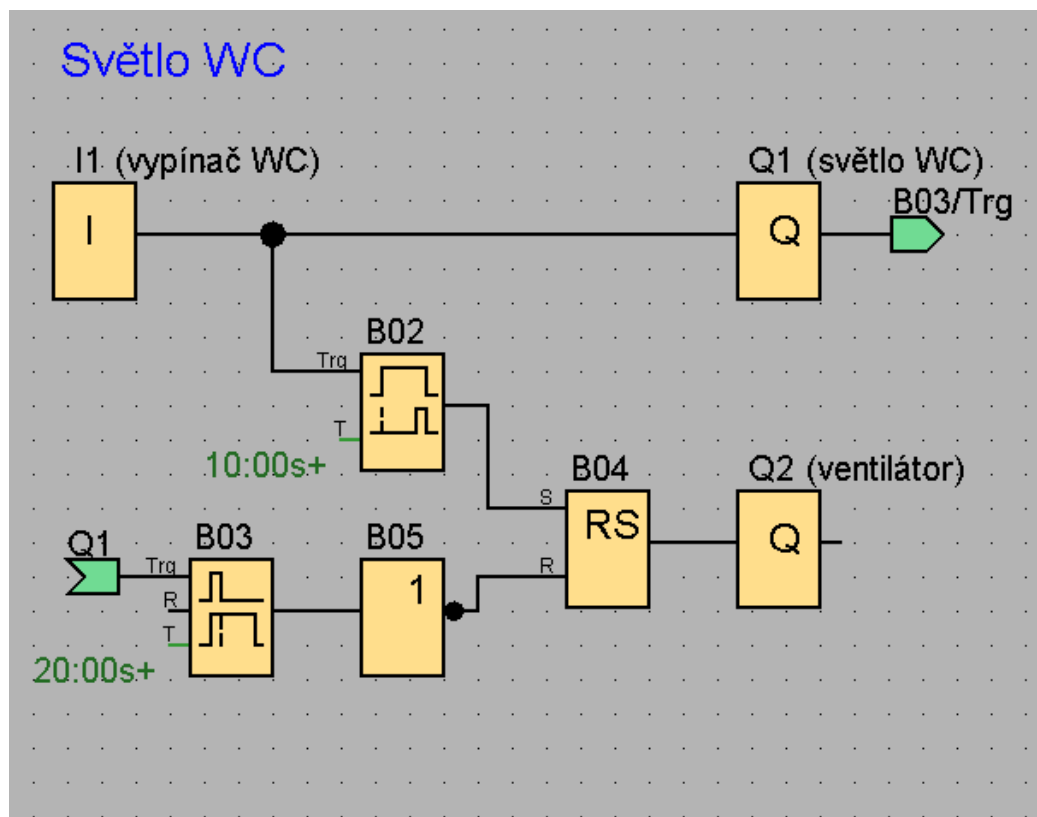 Světlo WC
I1 (vypínač WC)
Q1 (světlo WC)
I
Q
B03/Trg
B02
Trg
T
10:00s+
B04
Q2 (ventilátor)
S
RS
Q
R
Q1
B03
B05
Trg
1
R
T
20:00s+